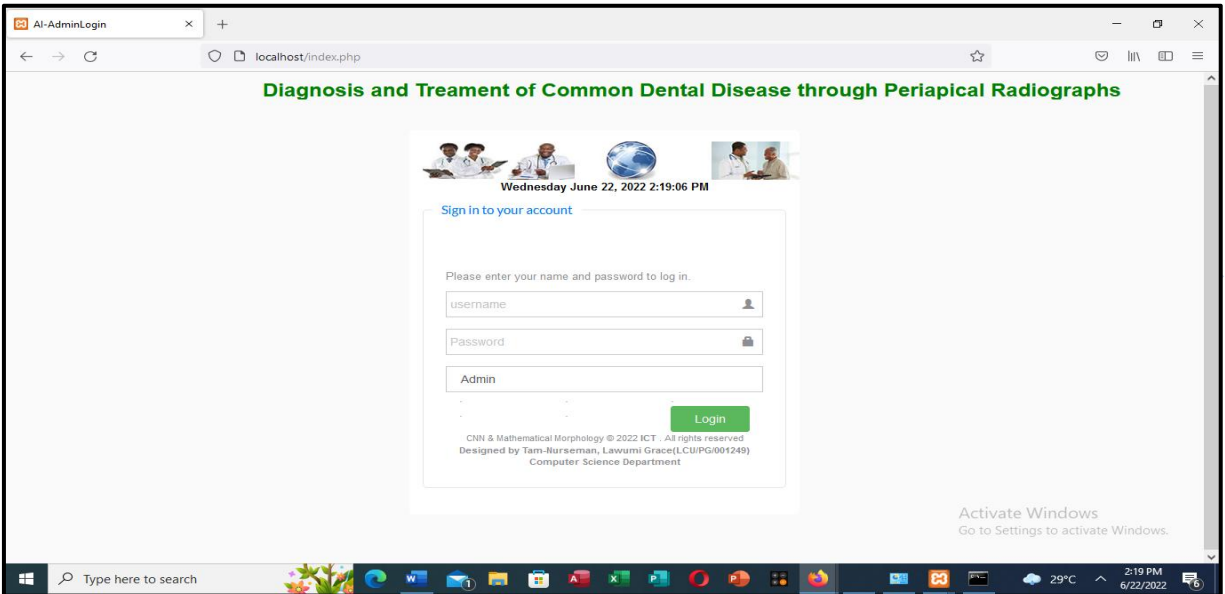 AI-AdminLogin
localhost/index.php
Diagnosis and Treament of Common Dental Disease through Periapical Radiographs
Wednesday June 22, 2022 2:19:06 PM
Sign in to your account
Please enter your name and password to log in.
username
Password
Admin
Login
CNN & Mathematical Morphology © 2022 ICT . All rights reserved
Designed by Tam-Nurseman, Lawumi Grace(LCU/PG/001249)
Computer Science Department
Activate Windows
Go to Settings to activate Windows.
Type here to search
29°C
2:19 PM
6/22/2022